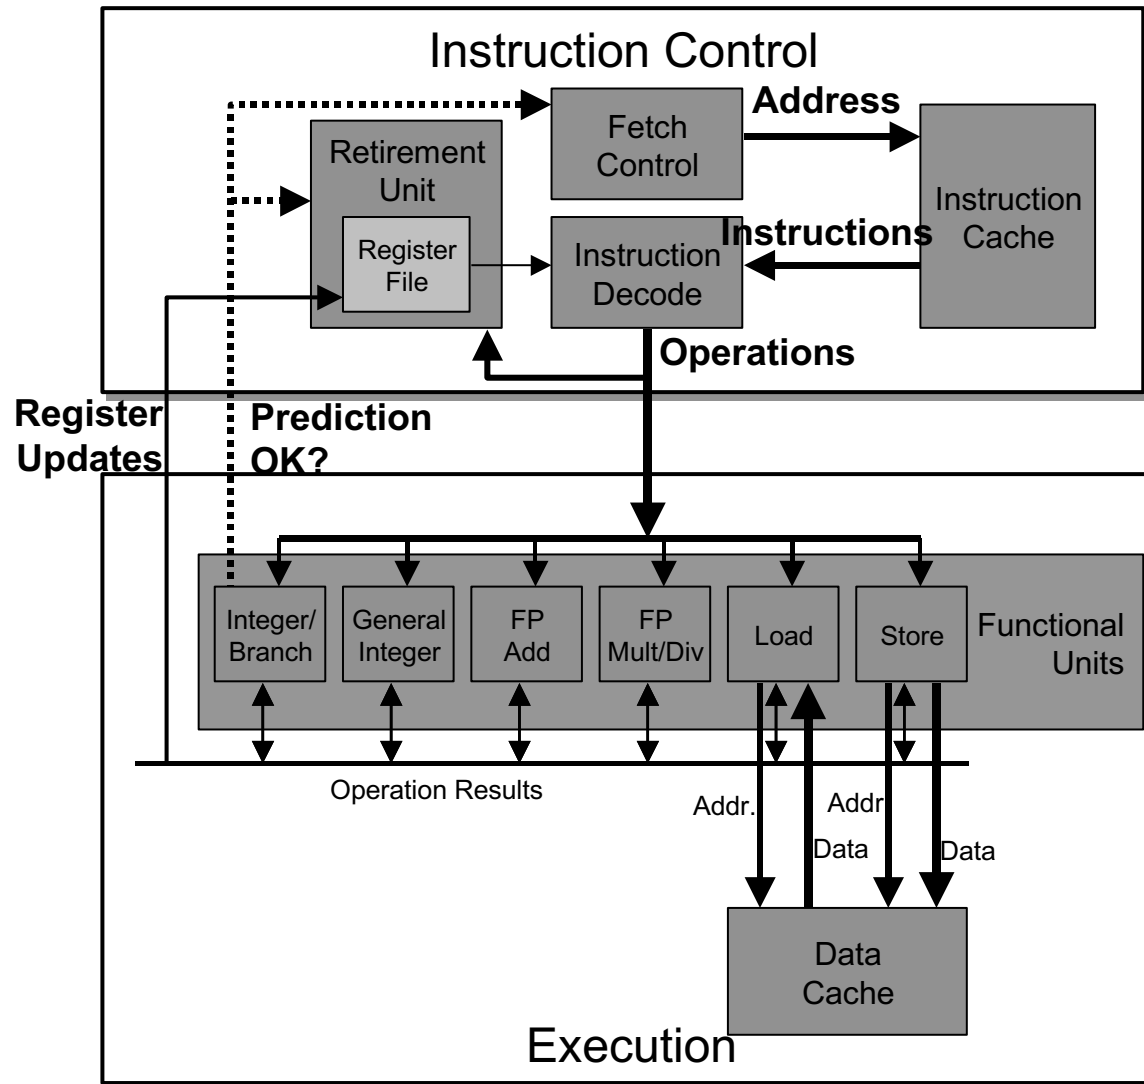 Instruction Control
Address
Fetch
Control
Retirement
Unit
Instruction
Cache
Instructions
Register
File
Instruction
Decode
Operations
Register
Updates
Prediction
OK?
Integer/
Branch
General
Integer
FP
Add
FP
Mult/Div
Load
Store
Functional
Units
Operation Results
Addr.
Addr
Data
Data
Data
Cache
Execution